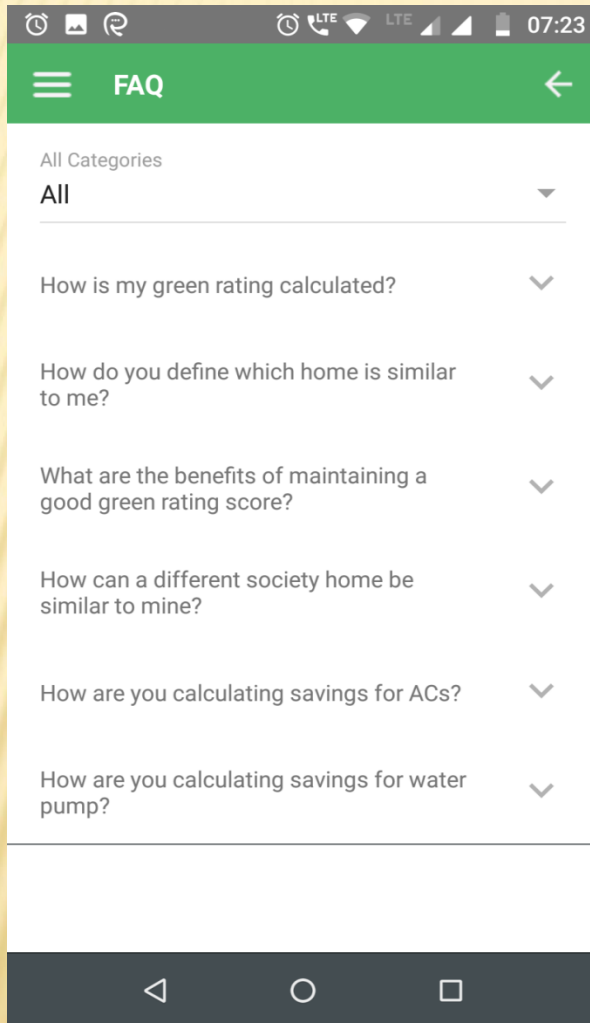 LTE LTE 07:23
FAQ
All Categories
All
How is my green rating calculated?
How do you define which home is similar
to me?
What are the benefits of maintaining a
good green rating score?
How can a different society home be
similar to mine?
How are you calculating savings for ACs?
How are you calculating savings for water
pump?